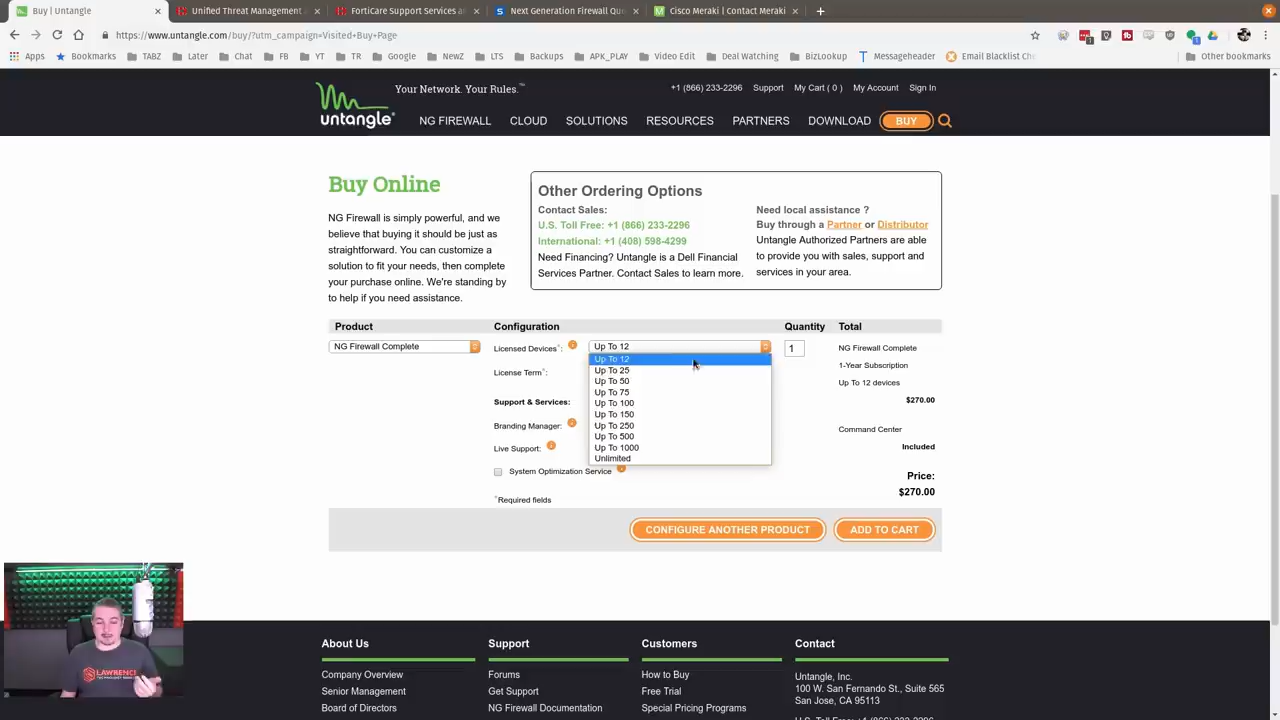 Buy | Untangle
Unified Threat Management
FortiCare Support Services a
Next Generation Firewall Qu
Cisco Meraki | Contact Meraki
https://www.untangle.com/buy/?utm_campaign=Visited+Buy+Page
Apps
Bookmarks
TABZ
Later
Chat
FB
YT
TR
Google
NewZ
LTS
Backups
APK_PLAY
Video Edit
Deal Watching
BizLookup
Messageheader
Email Blacklist Che
Other bookmarks
untangle
Your Network. Your Rules.™
+1 (866) 233-2296
Support
My Cart ( 0 )
My Account
Sign In
NG FIREWALL
CLOUD
SOLUTIONS
RESOURCES
PARTNERS
DOWNLOAD
BUY
Buy Online
NG Firewall is simply powerful, and we
believe that buying it should be just as
straightforward. You can customize a
solution to fit your needs, then complete
your purchase online. We're standing by
to help if you need assistance.
Other Ordering Options
Contact Sales:
U.S. Toll Free: +1 (866) 233-2296
International: +1 (408) 598-4299
Need Financing? Untangle is a Dell Financial
Services Partner. Contact Sales to learn more.
Need local assistance ?
Buy through a Partner or Distributor
Untangle Authorized Partners are able
to provide you with sales, support and
services in your area.
Product
Configuration
Quantity
Total
NG Firewall Complete
Licensed Devices*:
Up To 12
Up To 12
Up To 25
Up To 50
Up To 75
Up To 100
Up To 150
Up To 250
Up To 500
Up To 1000
Unlimited
License Term*:
Support & Services:
Branding Manager:
Live Support:
System Optimization Service
*Required fields
1
NG Firewall Complete
1-Year Subscription
Up To 12 devices
$270.00
Command Center
Included
Price:
$270.00
CONFIGURE ANOTHER PRODUCT
ADD TO CART
LAWRENC
About Us
Company Overview
Senior Management
Board of Directors
Support
Forums
Get Support
NG Firewall Documentation
Customers
How to Buy
Free Trial
Special Pricing Programs
Contact
Untangle, Inc.
100 W. San Fernando St., Suite 565
San Jose, CA 95113
U.S. Toll Free: +1 (866) 233-2296